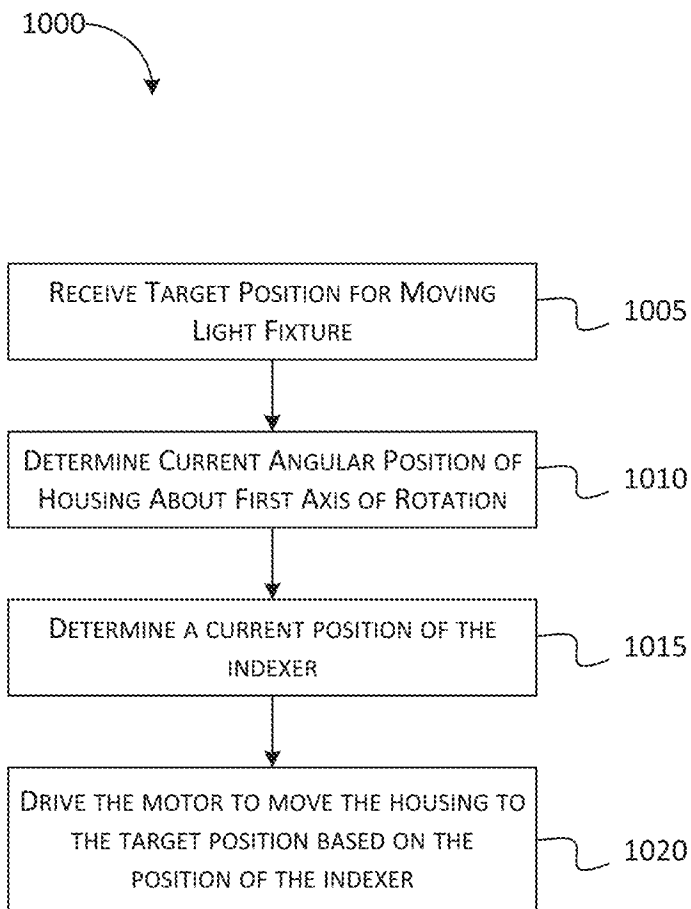 1000
RECEIVE TARGET POSITION FOR MOVING
LIGHT FIXTURE
1005
DETERMINE CURRENT ANGULAR POSITION OF
HOUSING ABOUT FIRST AXIS OF ROTATION
1010
DETERMINE A CURRENT POSITION OF THE
INDEXER
1015
DRIVE THE MOTOR TO MOVE THE HOUSING TO
THE TARGET POSITION BASED ON THE
POSITION OF THE INDEXER
1020